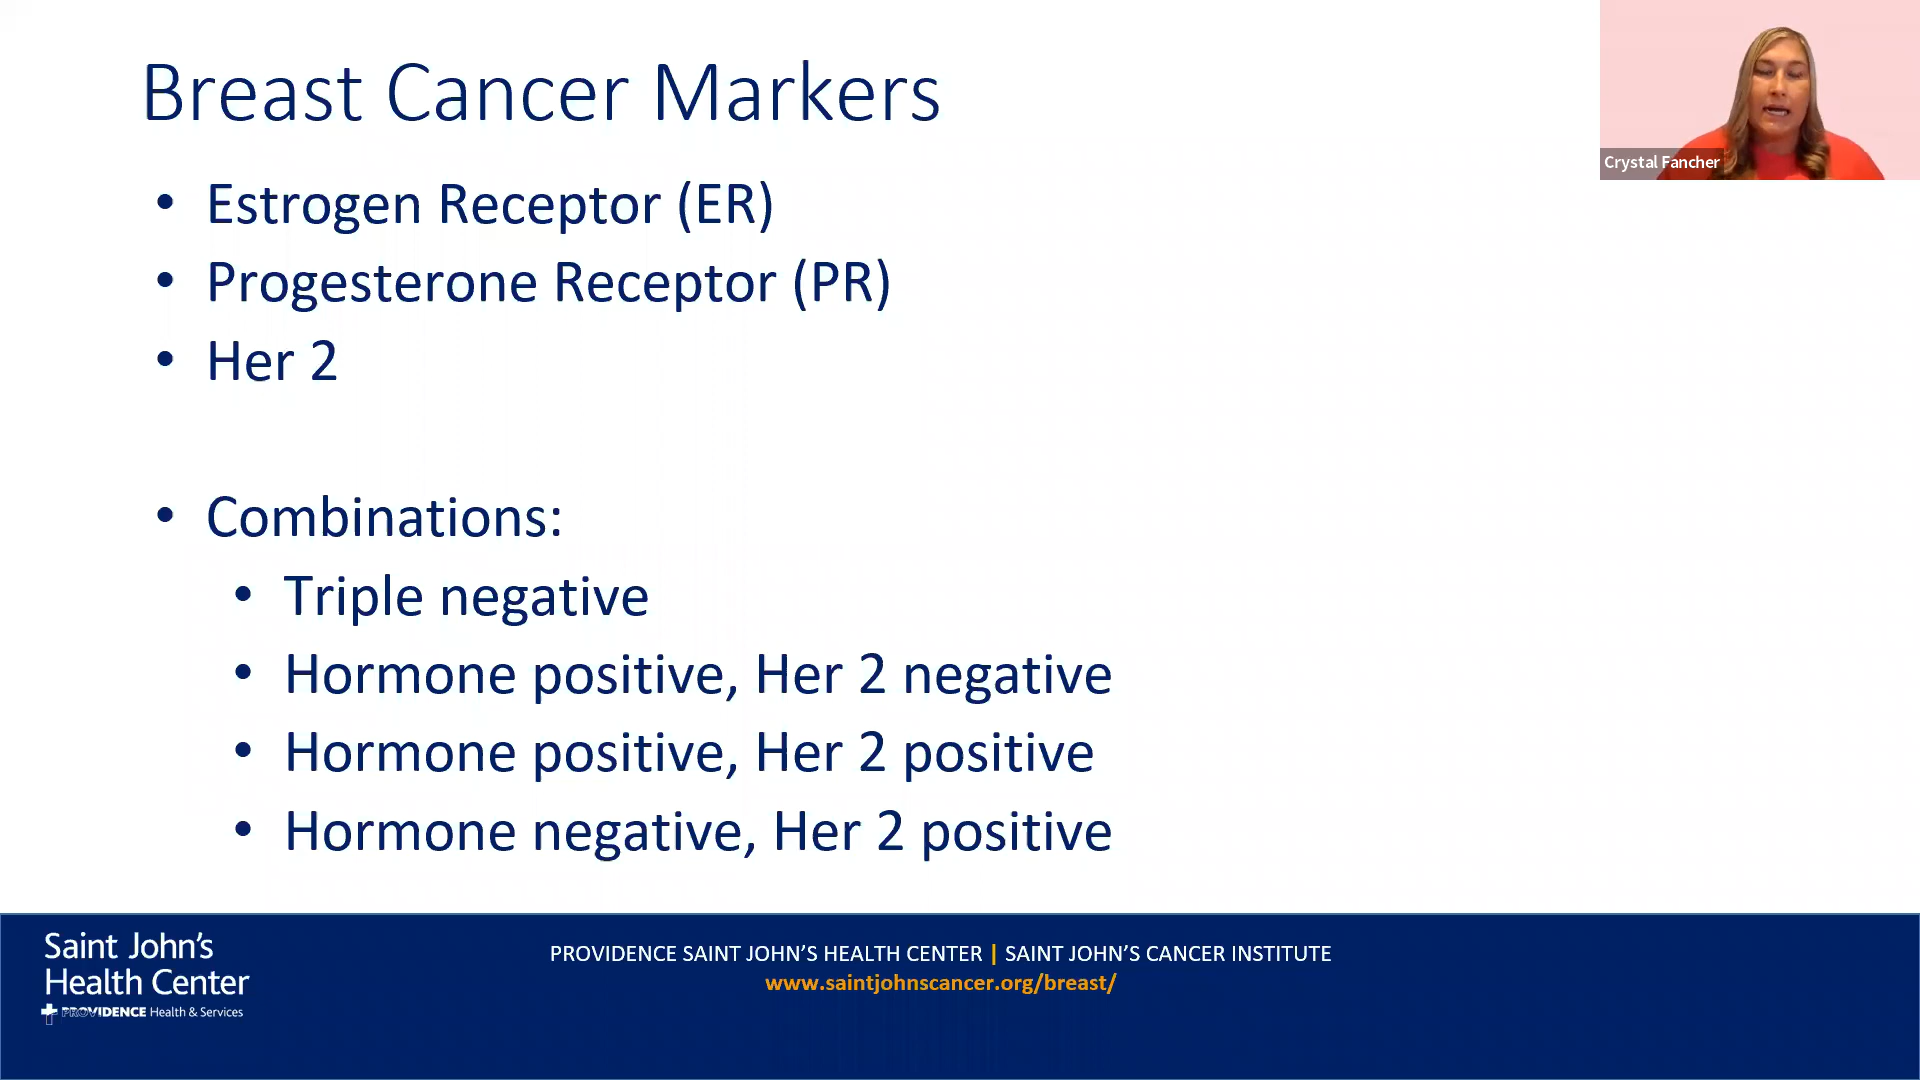 Breast Cancer Markers
Crystal Fancher
• Estrogen Receptor (ER)
• Progesterone Receptor (PR)
• Her 2
• Combinations:
• Triple negative
• Hormone positive, Her 2 negative
• Hormone positive, Her 2 positive
• Hormone negative, Her 2 positive
Saint John’s
Health Center
PROVIDENCE Health & Services
PROVIDENCE SAINT JOHN’S HEALTH CENTER | SAINT JOHN’S CANCER INSTITUTE
www.saintjohnscancer.org/breast/